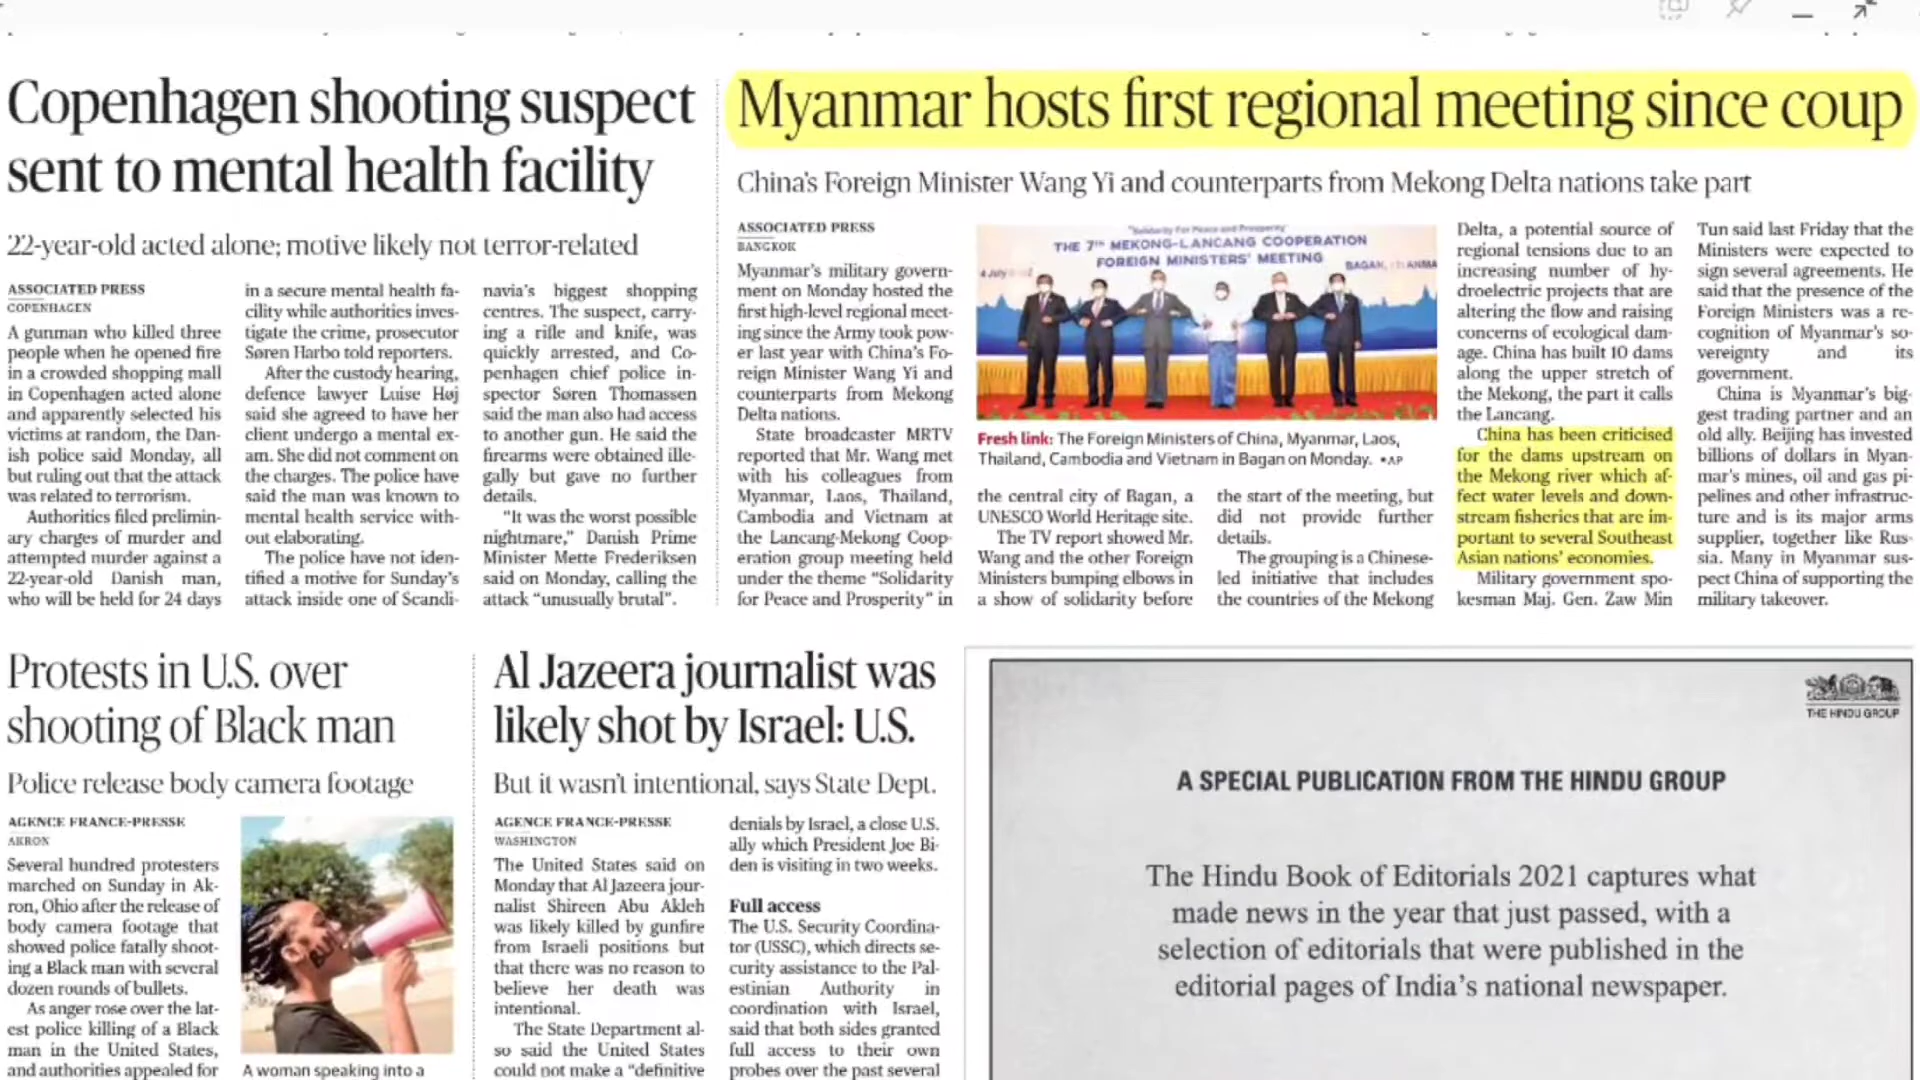 Copenhagen shooting suspect
sent to mental health facility
22-year-old acted alone; motive likely not terror-related
ASSOCIATED PRESS
COPENHAGEN
A gunman who killed three
people when he opened fire
in a crowded shopping mall
in Copenhagen acted alone
and apparently selected his
victims at random, the Dan-
ish police said Monday, all
but ruling out that the attack
was related to terrorism.
Authorities filed prelimin-
ary charges of murder and
attempted murder against a
22-year-old Danish man,
who will be held for 24 days
in a secure mental health fa-
cility while authorities inves-
tigate the crime, prosecutor
Søren Harbo told reporters.
After the custody hearing,
defence lawyer Luise Høj
said she agreed to have her
client undergo a mental ex-
am. She did not comment on
the charges. The police have
said the man was known to
mental health service with-
out elaborating.
The police have not iden-
tified a motive for Sunday's
attack inside one of Scandi-
navia's biggest shopping
centres. The suspect, carry-
ing a rifle and knife, was
quickly arrested, and Co-
penhagen chief police in-
spector Søren Thomassen
said the man also had access
to another gun. He said the
firearms were obtained ille-
gally but gave no further
details.
"It was the worst possible
nightmare," Danish Prime
Minister Mette Frederiksen
said on Monday, calling the
attack "unusually brutal".
Myanmar hosts first regional meeting since coup
China's Foreign Minister Wang Yi and counterparts from Mekong Delta nations take part
ASSOCIATED PRESS
BANGKOK
Myanmar's military govern-
ment on Monday hosted the
first high-level regional meet-
ing since the Army took pow-
er last year with China's Fo-
reign Minister Wang Yi and
counterparts from Mekong
Delta nations.
State broadcaster MRTV
reported that Mr. Wang met
with his colleagues from
Myanmar, Laos, Thailand,
Cambodia and Vietnam at
the Lancang-Mekong Coop-
eration group meeting held
under the theme "Solidarity
for Peace and Prosperity" in
"Solidarity For Peace and Prosperity"
THE 7TH MEKONG-LANCANG COOPERATION
FOREIGN MINISTERS' MEETING
4 July
BAGAN,
Fresh link: The Foreign Ministers of China, Myanmar, Laos,
Thailand, Cambodia and Vietnam in Bagan on Monday. •AP
the central city of Bagan, a
UNESCO World Heritage site.
The TV report showed Mr.
Wang and the other Foreign
Ministers bumping elbows in
a show of solidarity before
the start of the meeting, but
did not provide further
details.
The grouping is a Chinese-
led initiative that includes
the countries of the Mekong
Delta, a potential source of
regional tensions due to an
increasing number of hy-
droelectric projects that are
altering the flow and raising
concerns of ecological dam-
age. China has built 10 dams
along the upper stretch of
the Mekong, the part it calls
the Lancang.
China has been criticised
for the dams upstream on
the Mekong river which af-
fect water levels and down-
stream fisheries that are im-
portant to several Southeast
Asian nations' economies.
Military government spo-
kesman Maj. Gen. Zaw Min
Tun said last Friday that the
Ministers were expected to
sign several agreements. He
said that the presence of the
Foreign Ministers was a re-
cognition of Myanmar's so-
vereignty and its
government.
China is Myanmar's big-
gest trading partner and an
old ally. Beijing has invested
billions of dollars in Myan-
mar's mines, oil and gas pi-
pelines and other infrastruc-
ture and is its major arms
supplier, together like Rus-
sia. Many in Myanmar sus-
pect China of supporting the
military takeover.
Protests in U.S. over
shooting of Black man
Police release body camera footage
AGENCE FRANCE-PRESSE
AKRON
Several hundred protesters
marched on Sunday in Ak-
ron, Ohio after the release of
body camera footage that
showed police fatally shoot-
ing a Black man with several
dozen rounds of bullets.
As anger rose over the lat-
est police killing of a Black
man in the United States,
and authorities appealed for
A woman speaking into a
Al Jazeera journalist was
likely shot by Israel: U.S.
But it wasn't intentional, says State Dept.
AGENCE FRANCE-PRESSE
WASHINGTON
The United States said on
Monday that Al Jazeera jour-
nalist Shireen Abu Akleh
was likely killed by gunfire
from Israeli positions but
that there was no reason to
believe her death was
intentional.
The State Department al-
so said the United States
could not make a "definitive
denials by Israel, a close U.S.
ally which President Joe Bi-
den is visiting in two weeks.
Full access
The U.S. Security Coordina-
tor (USSC), which directs se-
curity assistance to the Pal-
estinian Authority in
coordination with Israel,
said that both sides granted
full access to their own
probes over the past several
THE HINDU GROUP
A SPECIAL PUBLICATION FROM THE HINDU GROUP
The Hindu Book of Editorials 2021 captures what
made news in the year that just passed, with a
selection of editorials that were published in the
editorial pages of India's national newspaper.